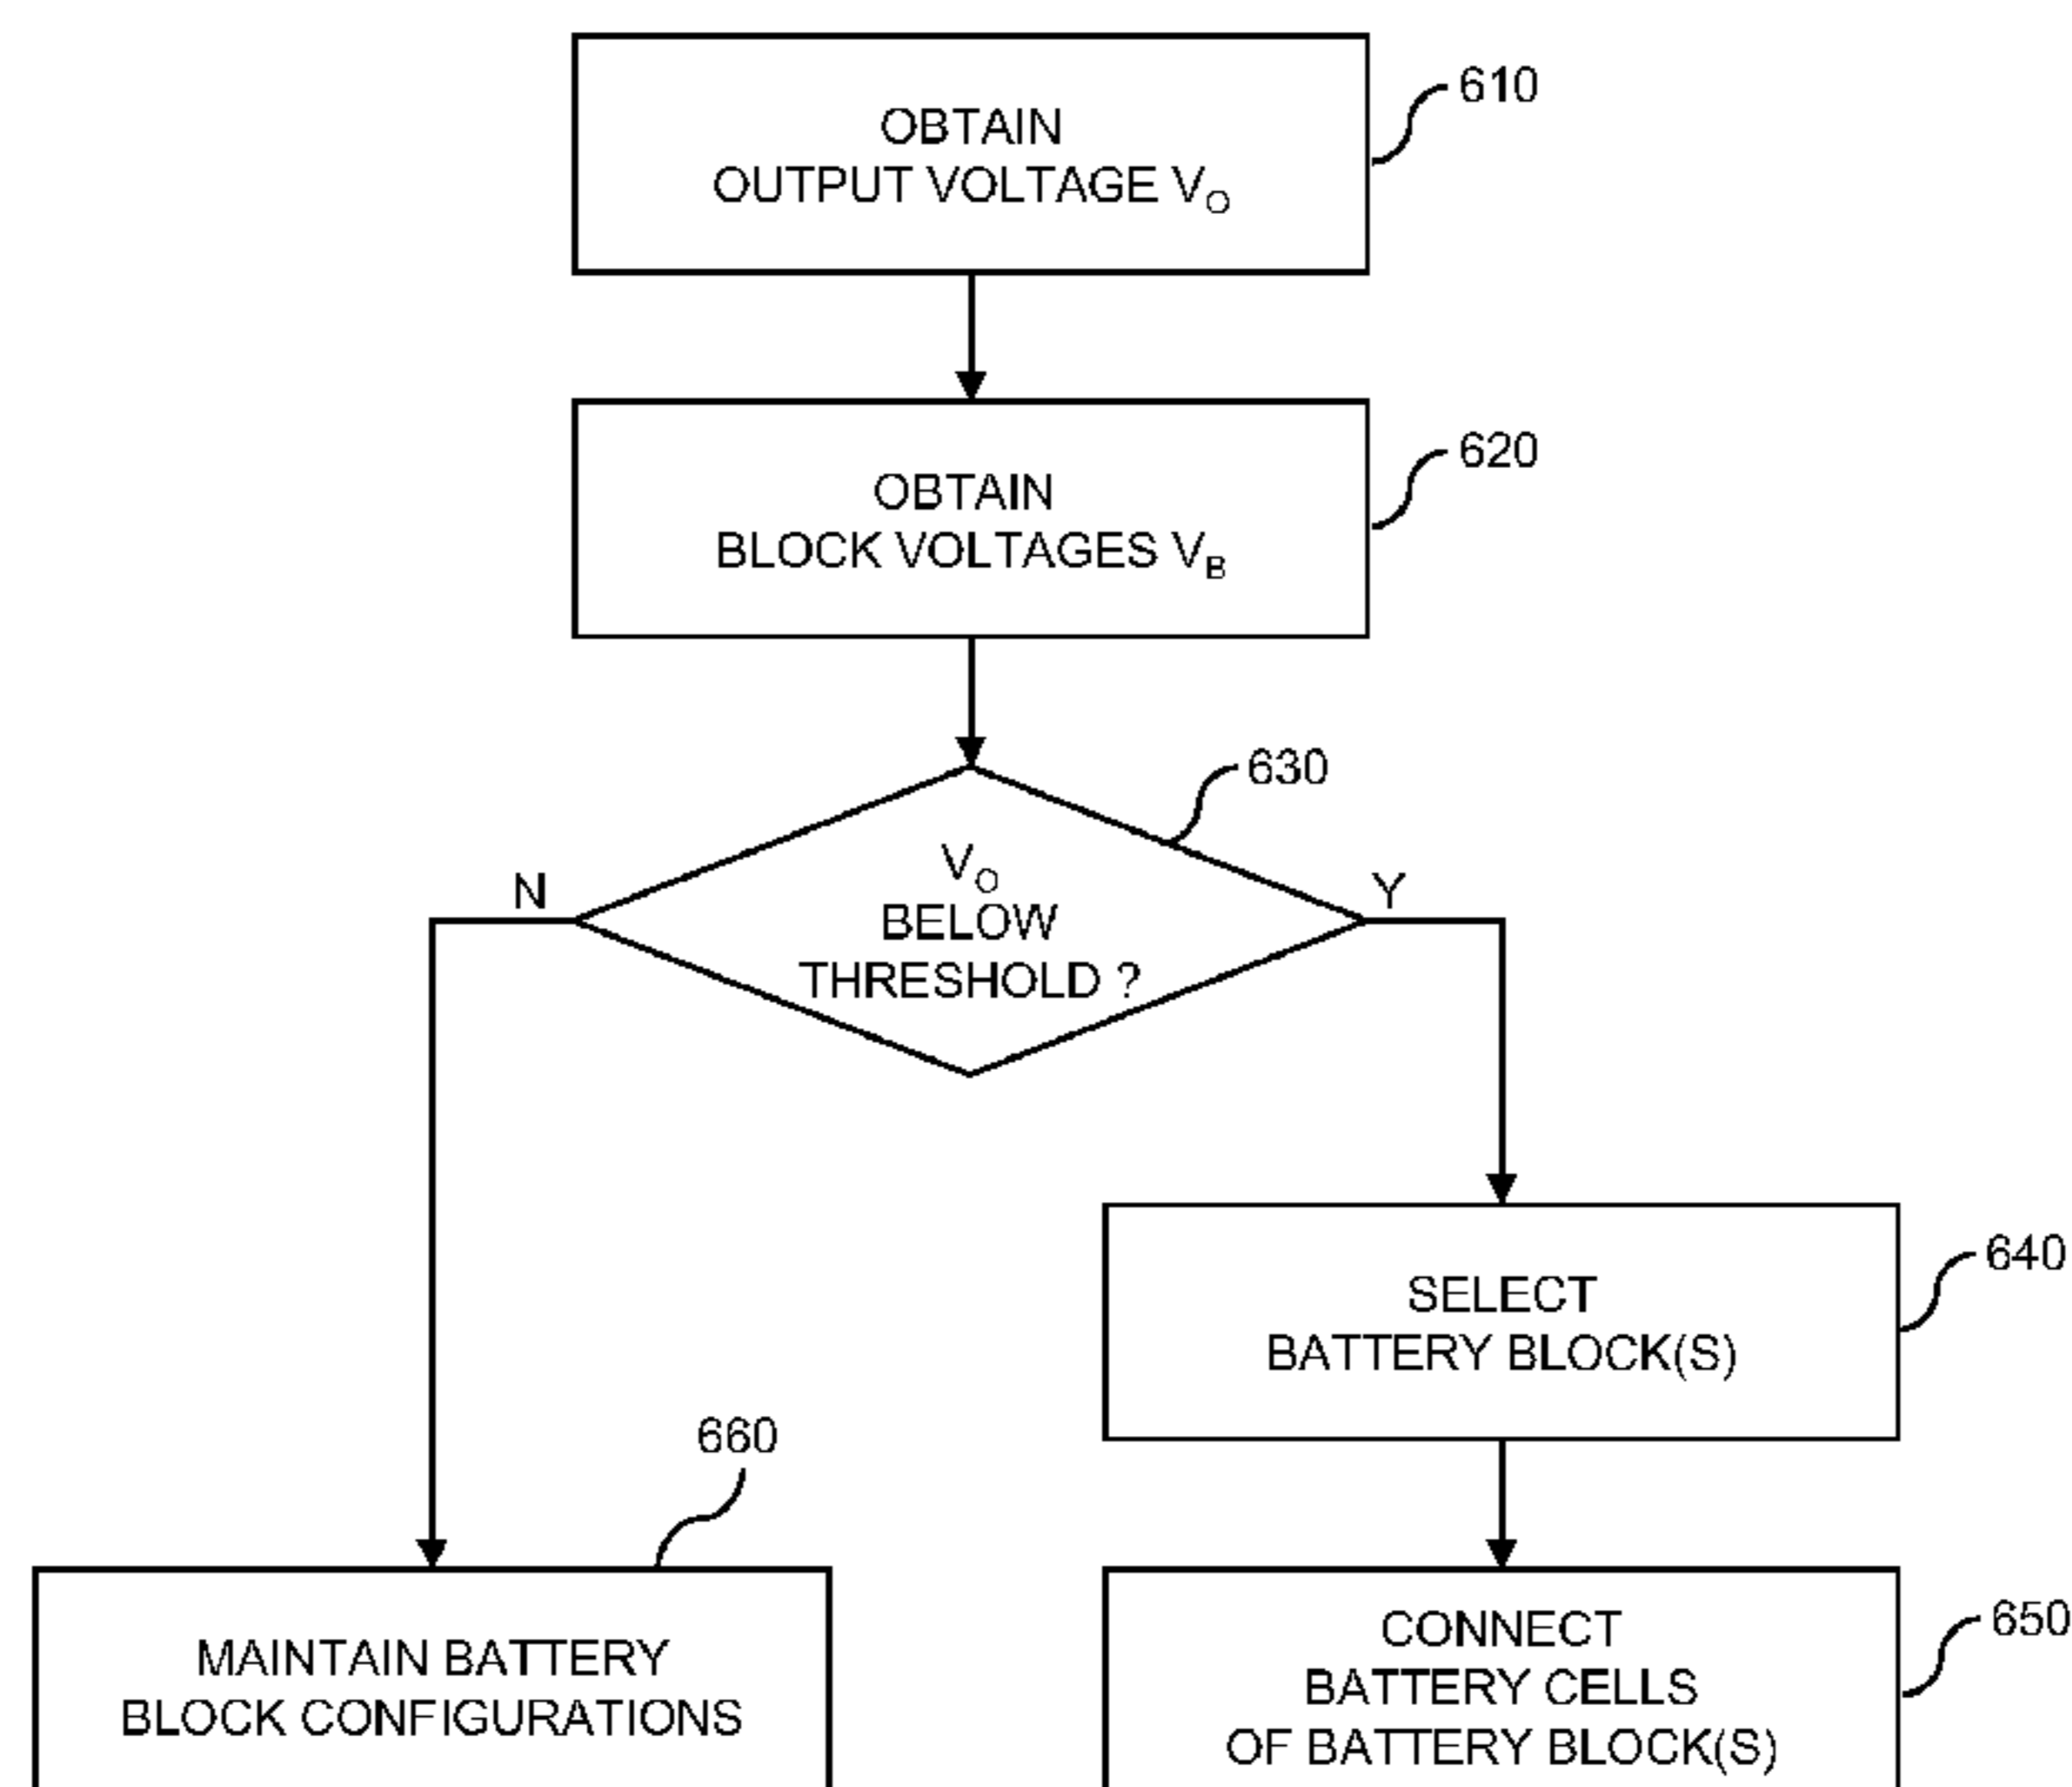 OBTAIN
OUTPUT VOLTAGE VO
610
OBTAIN
BLOCK VOLTAGES VB
620
630
VO
BELOW
THRESHOLD ?
N
Y
SELECT
BATTERY BLOCK(S)
640
660
MAINTAIN BATTERY
BLOCK CONFIGURATIONS
CONNECT
BATTERY CELLS
OF BATTERY BLOCK(S)
650